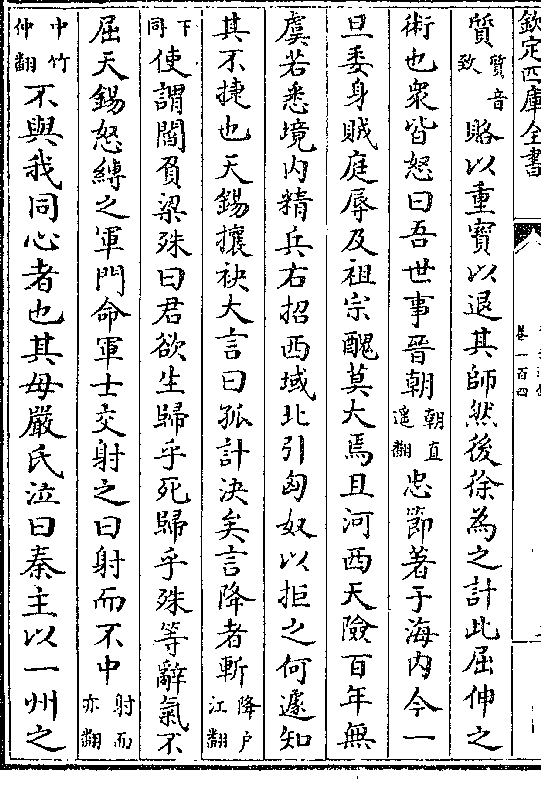 欽定四庫全書
卷一百四
質質音致賂以重寶以退其師然後徐為之計此屈伸之
術也衆皆怒曰吾世事晉朝朝直遥翻忠節著于海内今一
旦委身賊庭辱及祖宗醜莫大焉且河西天險百年無
虞若悉境内精兵右招西域北引匈奴以拒之何遽知
其不捷也天錫攘袂大言曰孤計决矣言降者斬降户江翻
下同使謂閻負梁殊曰君欲生歸乎死歸乎殊等辭氣不
屈天錫怒縛之軍門命軍士交射之曰射而不中射而亦翻
中竹仲翻不與我同心者也其母嚴氏泣曰秦主以一州之